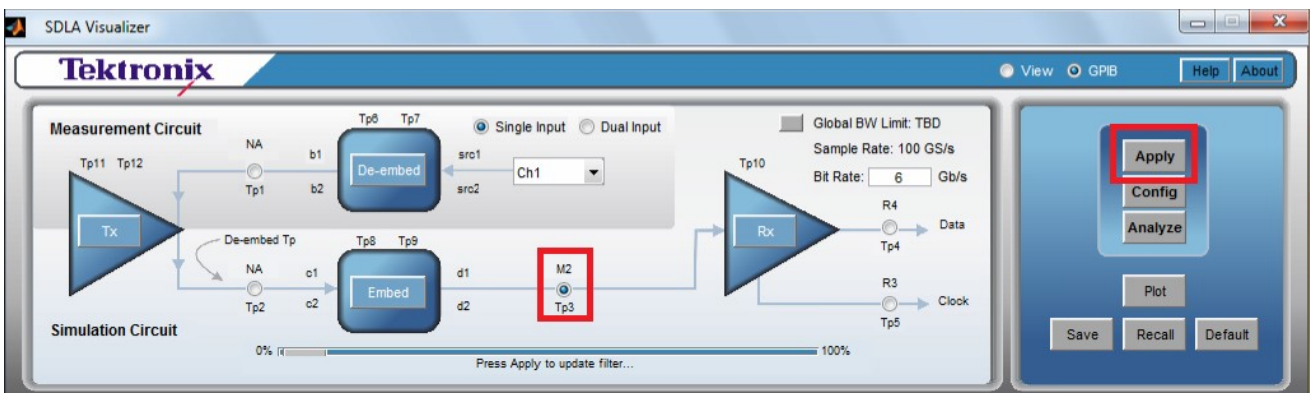 SDLA Visualizer
Tektronix
View GPIB Help About
Measurement Circuit
Tp6 Tp7
Single Input Dual Input
Global BW Limit: TBD
Sample Rate: 100 GS/s
Bit Rate: 6 Gb/s
Tp11 Tp12
NA
Tp1
b1
b2
De-embed
src1
src2
Ch1
Tp10
R4
Data
Tp4
Tx
De-embed Tp
Tp8 Tp9
Rx
NA
Tp2
c1
c2
Embed
d1
d2
M2
Tp3
R3
Clock
Tp5
Simulation Circuit
0% 100%
Press Apply to update filter...
Apply
Config
Analyze
Plot
Save Recall Default